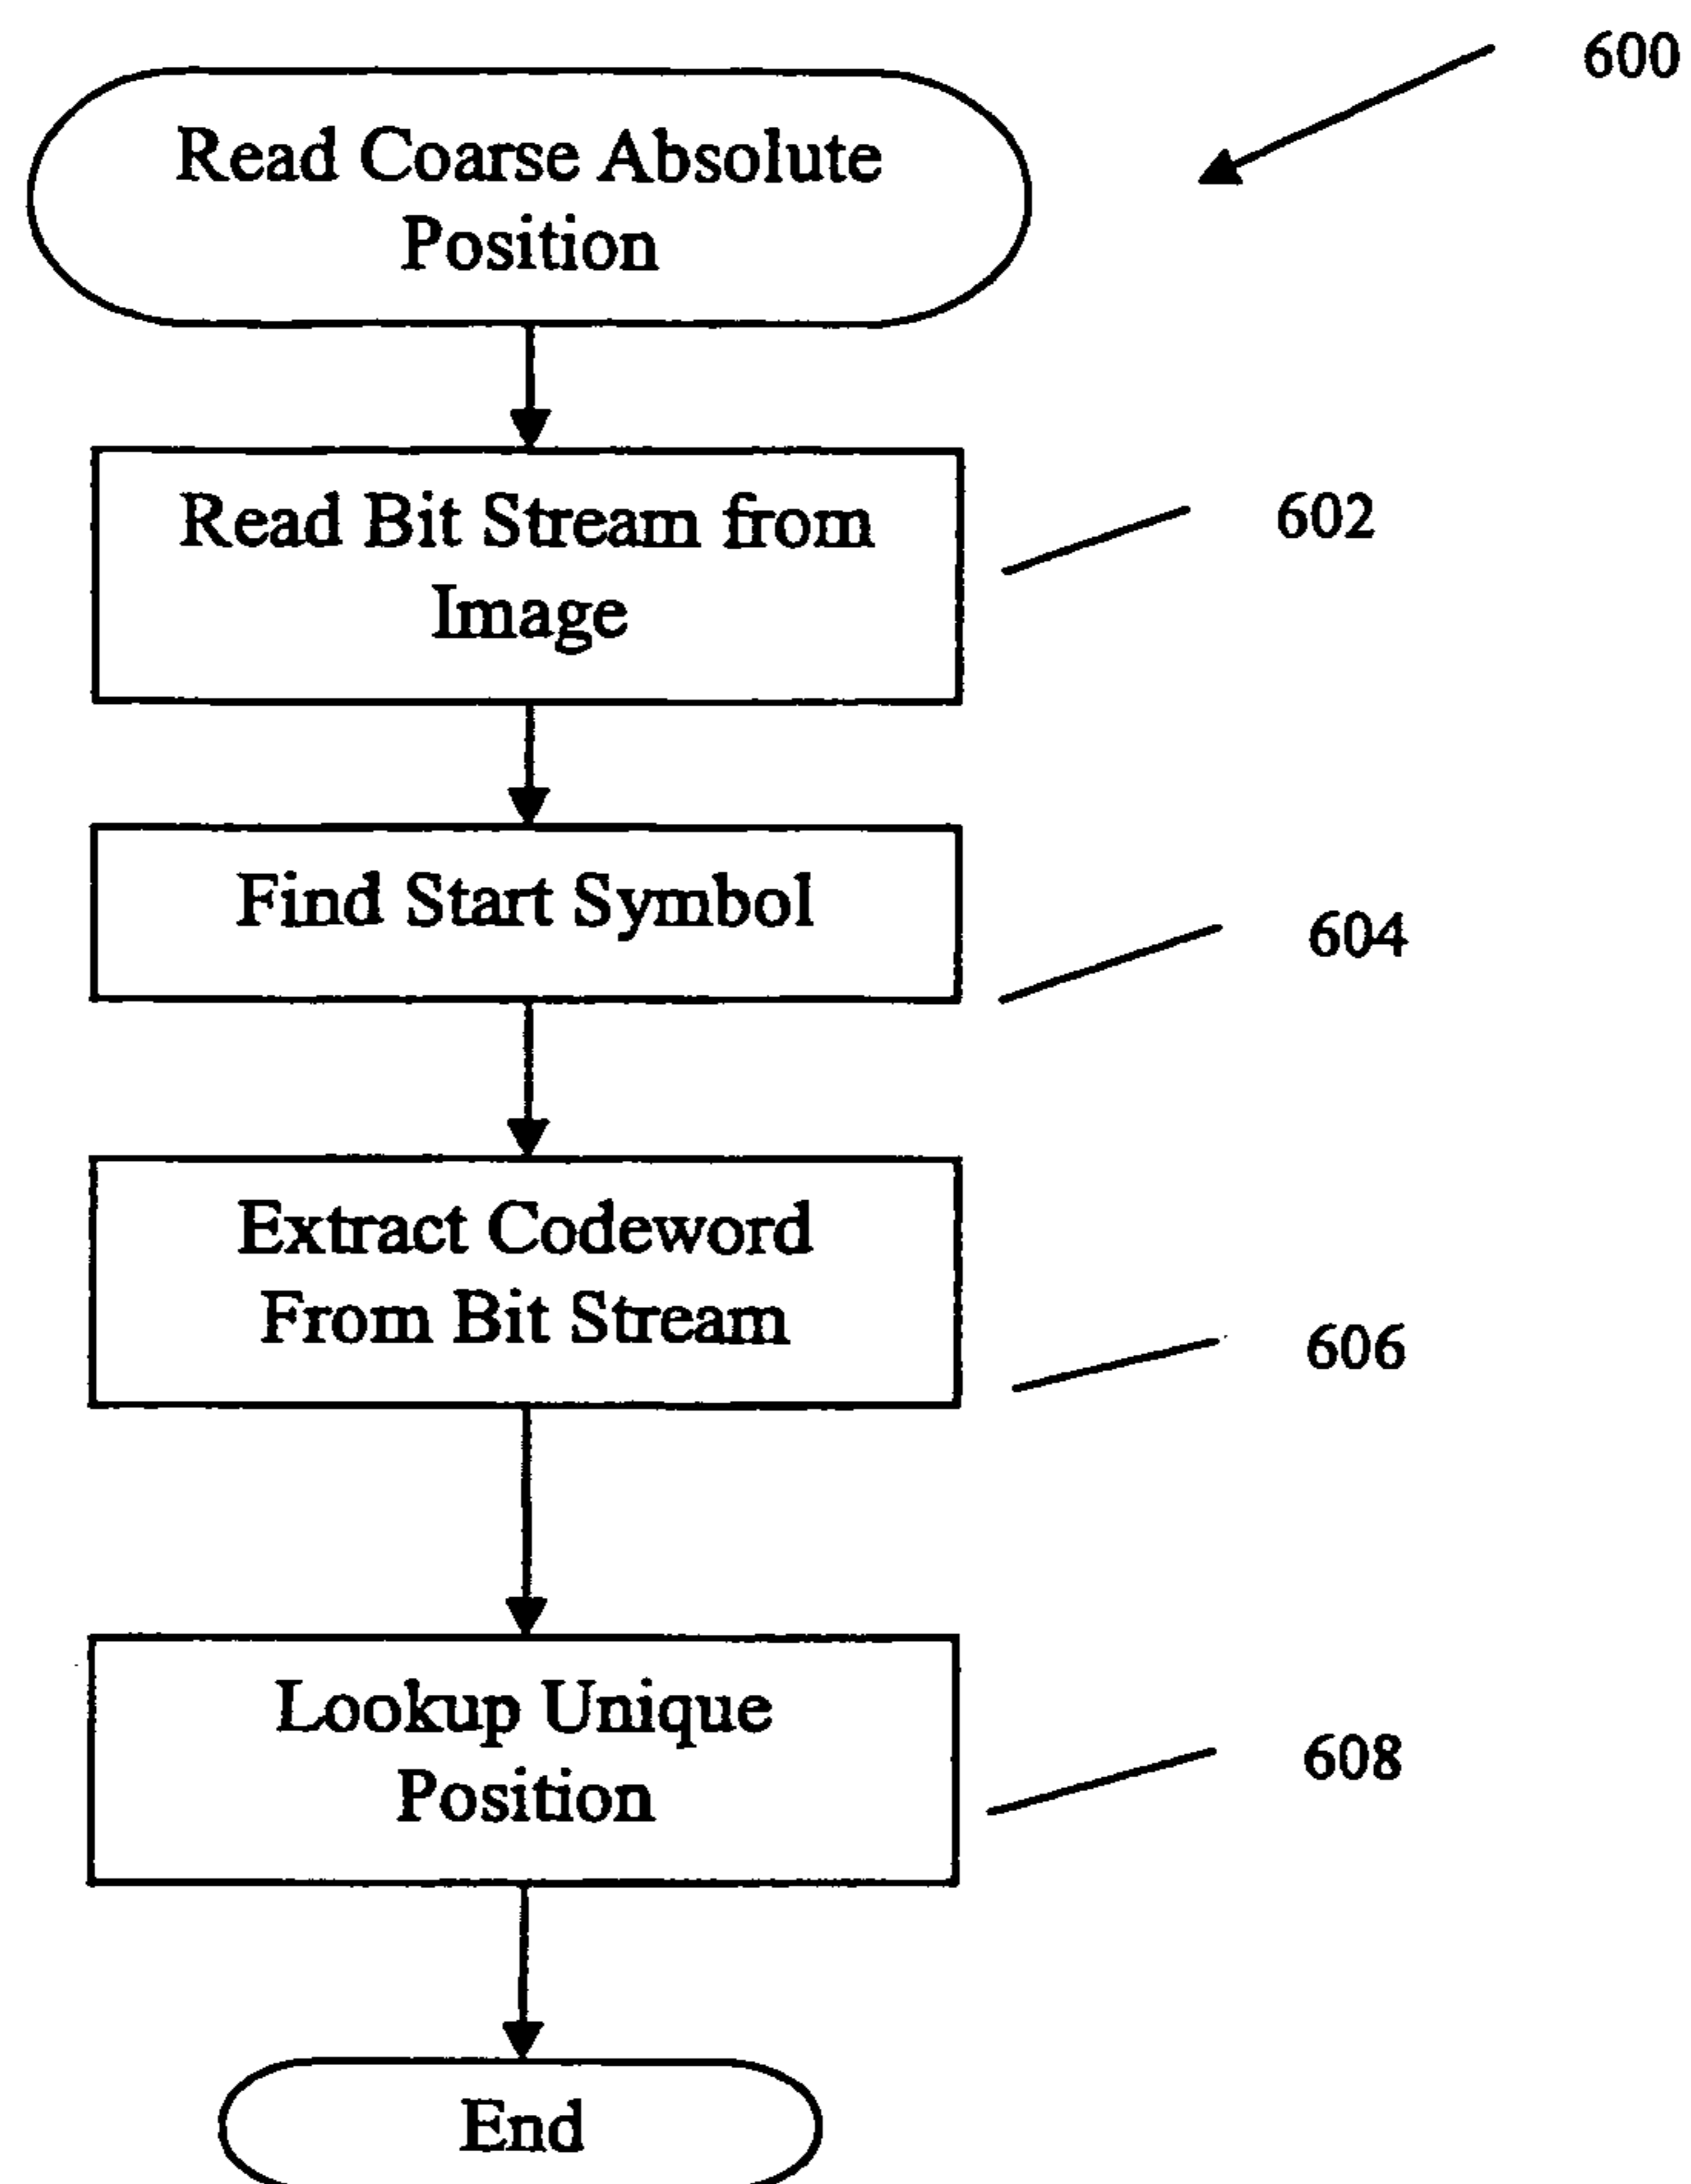 600
Read Coarse Absolute
Position
Read Bit Stream from
Image
602
Find Start Symbol
604
Extract Codeword
From Bit Stream
606
Lookup Unique
Position
608
End